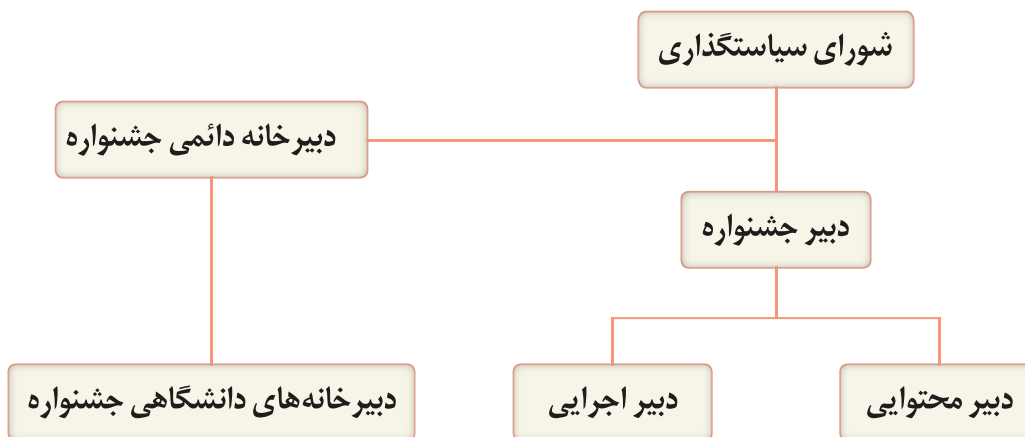 شورای سیاستگذاری
دبیرخانه دائمی جشنواره
دبیر جشنواره
دبیر محتوایی
دبیر اجرایی
دبیرخانه‌های دانشگاهی جشنواره